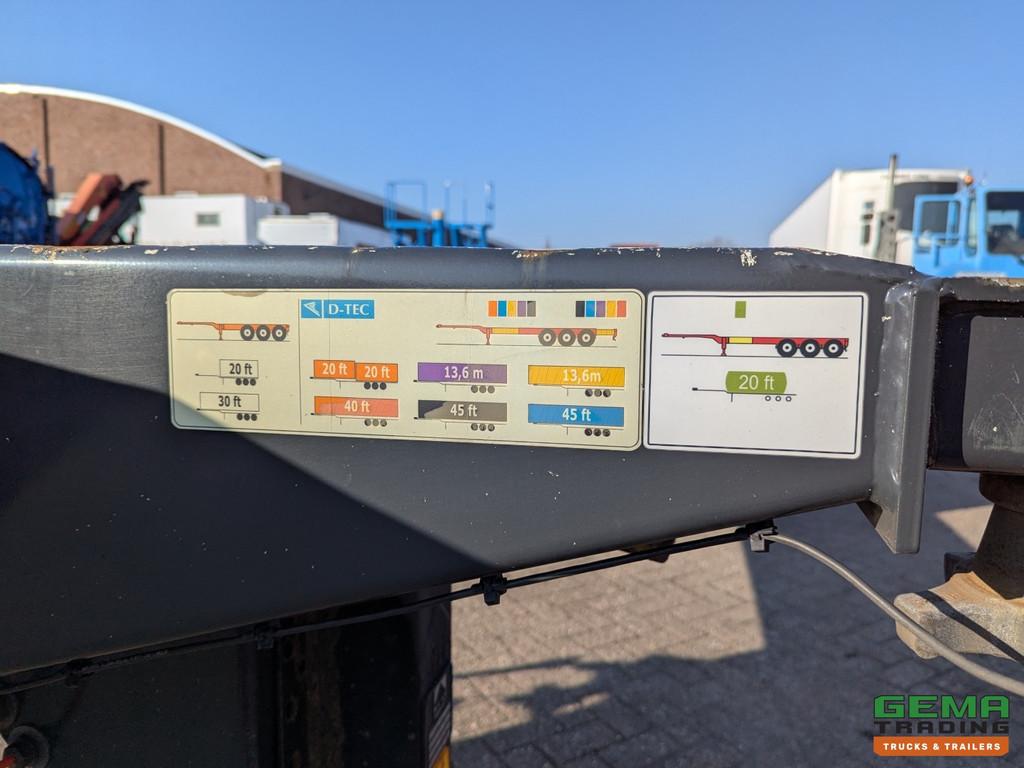 D-TEC
20 ft
30 ft
20 ft 20 ft
40 ft
13,6 m
45 ft
13,6m
45 ft
20 ft
GEMA
TRADING
TRUCKS & TRAILERS